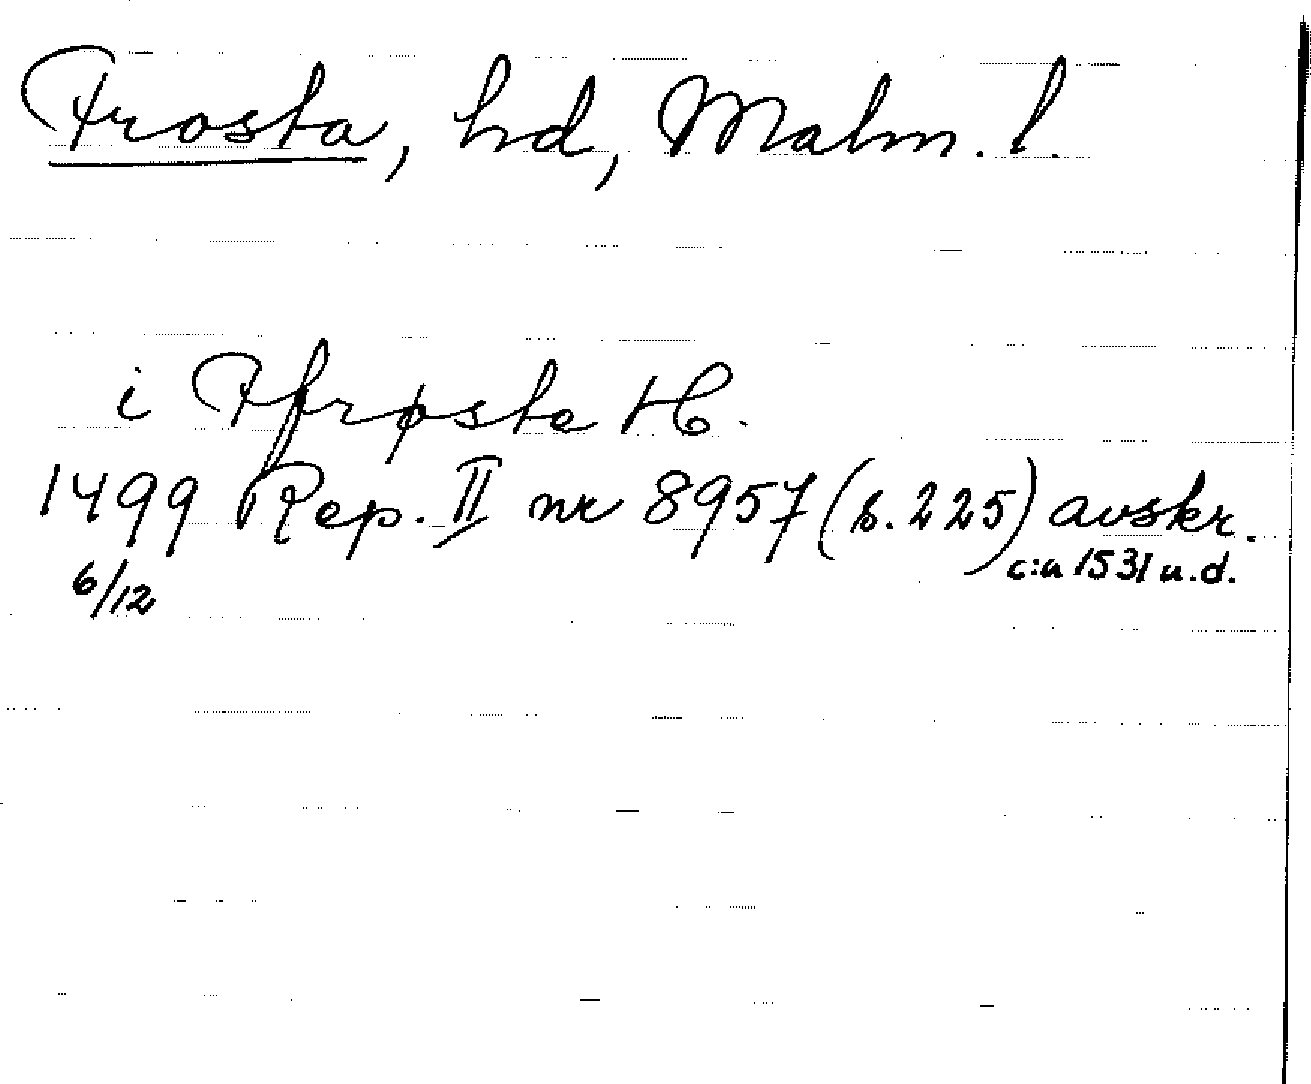 Frosta, hd, Malm. l.
i Ffrøste H.
1499 Rep. II nr 8957 (s. 225) avskr.
6/12 c:a 1531 u.d.